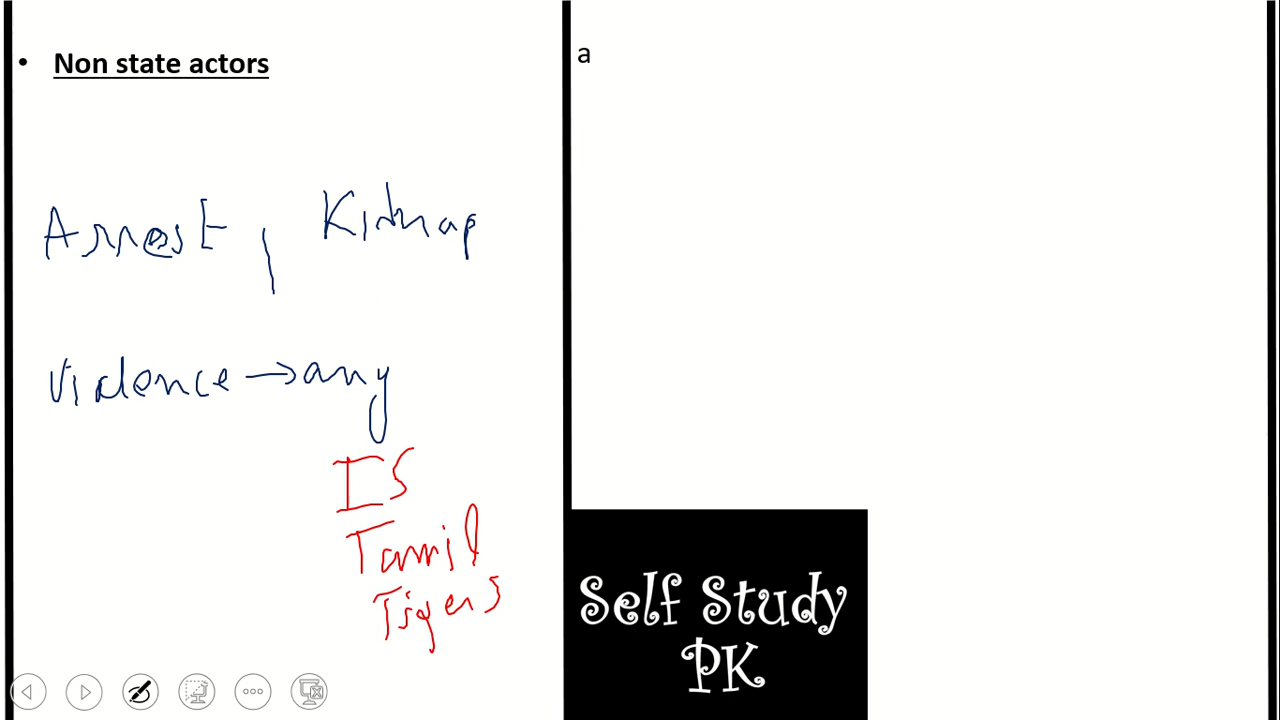 • Non state actors
Arrest, Kidnap
Violence → any
IS
Tamil
Tigers
a
Self Study
PK